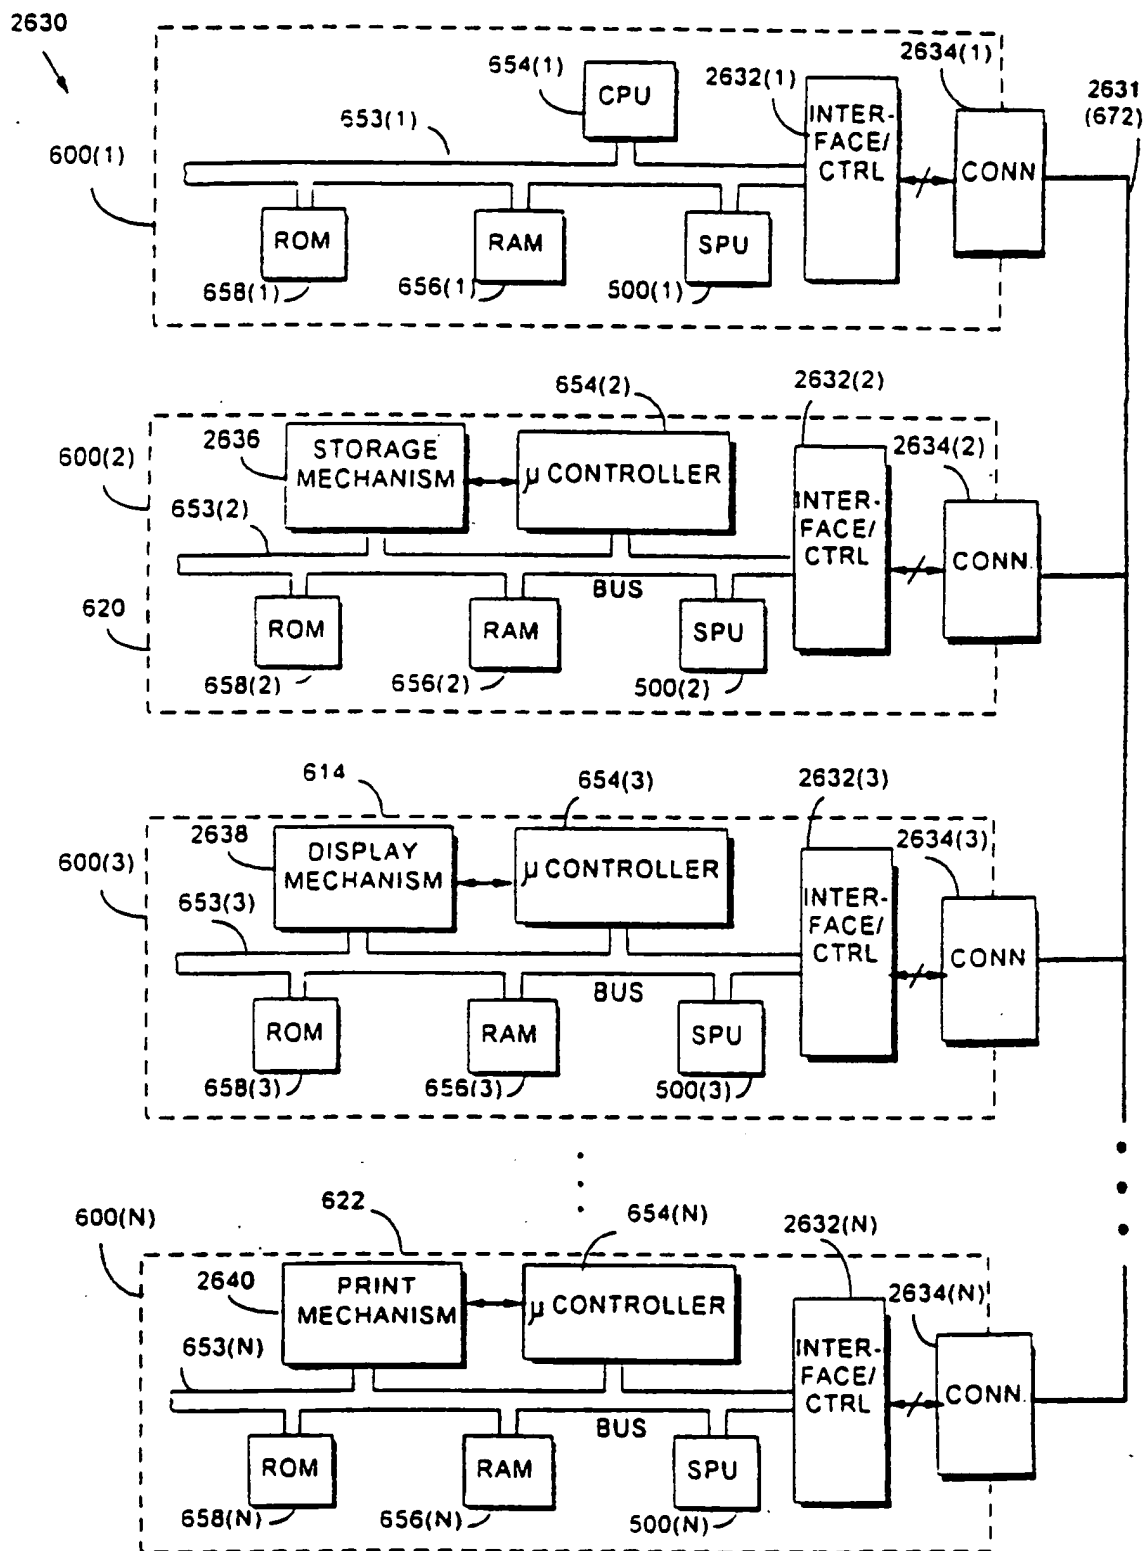 2630
654(1)
2632(1)
2634(1)
2631
(672)
CPU
INTER-
FACE/
CTRL
653(1)
600(1)
CONN
ROM
RAM
SPU
658(1)
656(1)
500(1)
654(2)
2632(2)
2634(2)
600(2)
2636
STORAGE
MECHANISM
μ CONTROLLER
INTER-
FACE/
CTRL
653(2)
CONN.
BUS
620
ROM
RAM
SPU
658(2)
656(2)
500(2)
614
654(3)
2632(3)
2634(3)
600(3)
2638
DISPLAY
MECHANISM
μ CONTROLLER
INTER-
FACE/
CTRL
653(3)
CONN
BUS
ROM
RAM
SPU
658(3)
656(3)
500(3)
622
654(N)
2632(N)
2634(N)
600(N)
2640
PRINT
MECHANISM
μ CONTROLLER
INTER-
FACE/
CTRL
653(N)
CONN.
BUS
ROM
RAM
SPU
658(N)
656(N)
500(N)